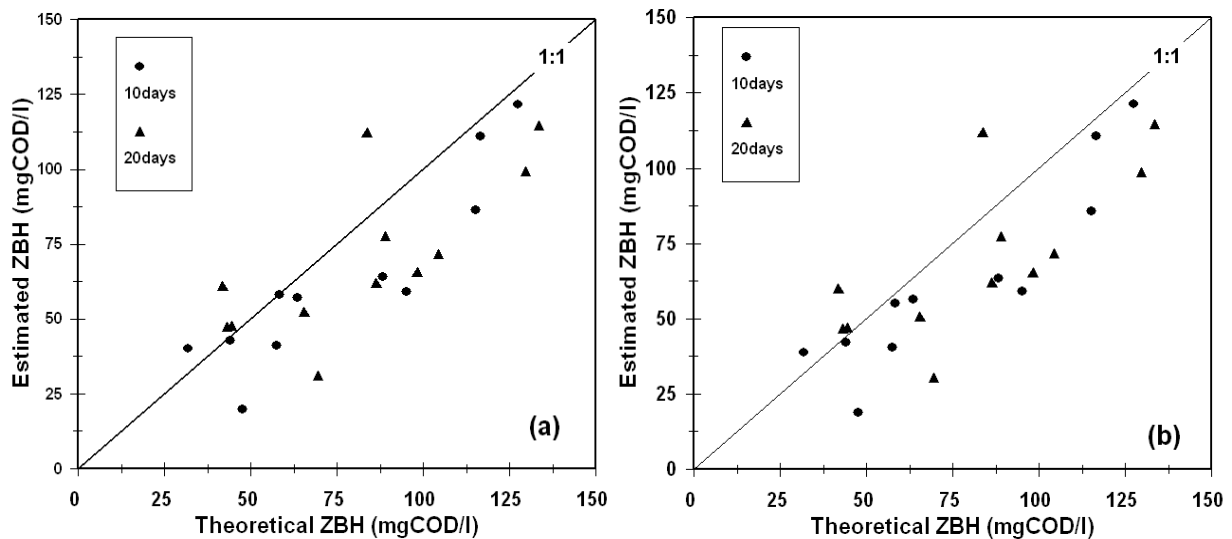 150
125
100
75
50
25
0
Estimated ZBH (mgCOD/l)
10days
20days
1:1
(a)
0 25 50 75 100 125 150
Theoretical ZBH (mgCOD/l)
150
125
100
75
50
25
0
Estimated ZBH (mgCOD/l)
10days
20days
1:1
(b)
0 25 50 75 100 125 150
Theoretical ZBH (mgCOD/l)